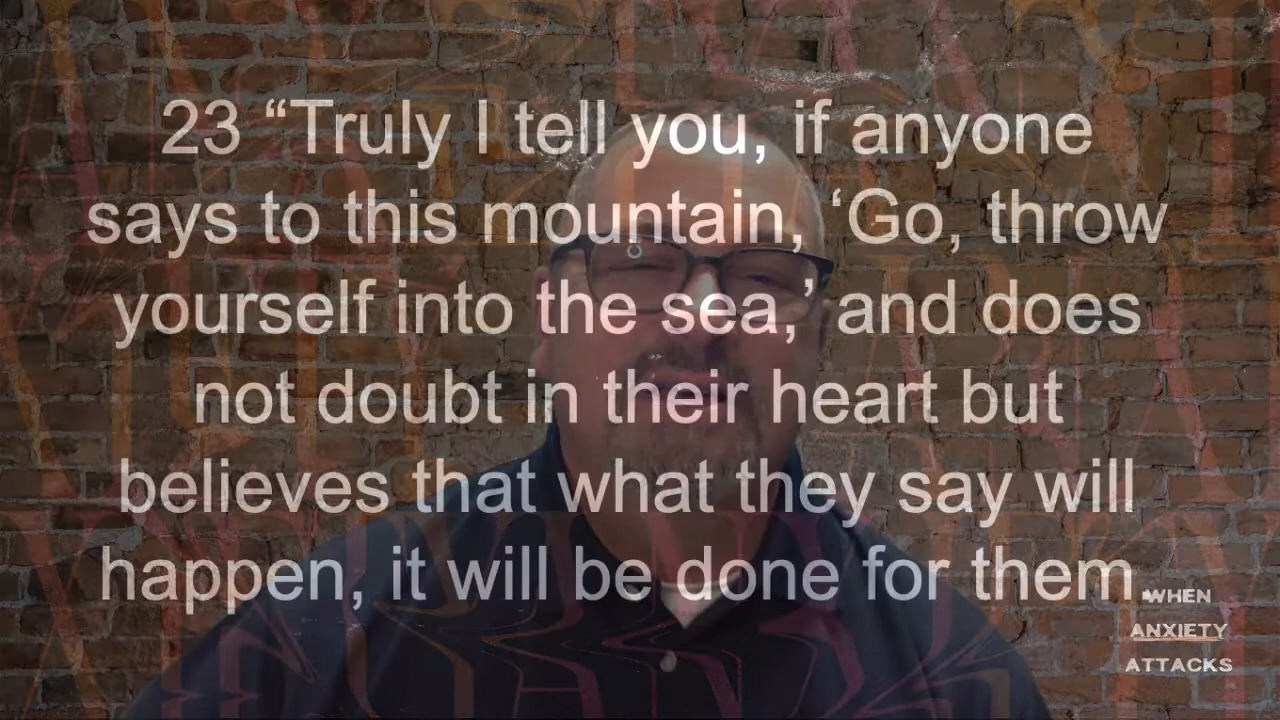 23 “Truly I tell you, if anyone
says to this mountain, ‘Go, throw
yourself into the sea,’ and does
not doubt in their heart but
believes that what they say will
happen, it will be done for them.
WHEN
ANXIETY
ATTACKS